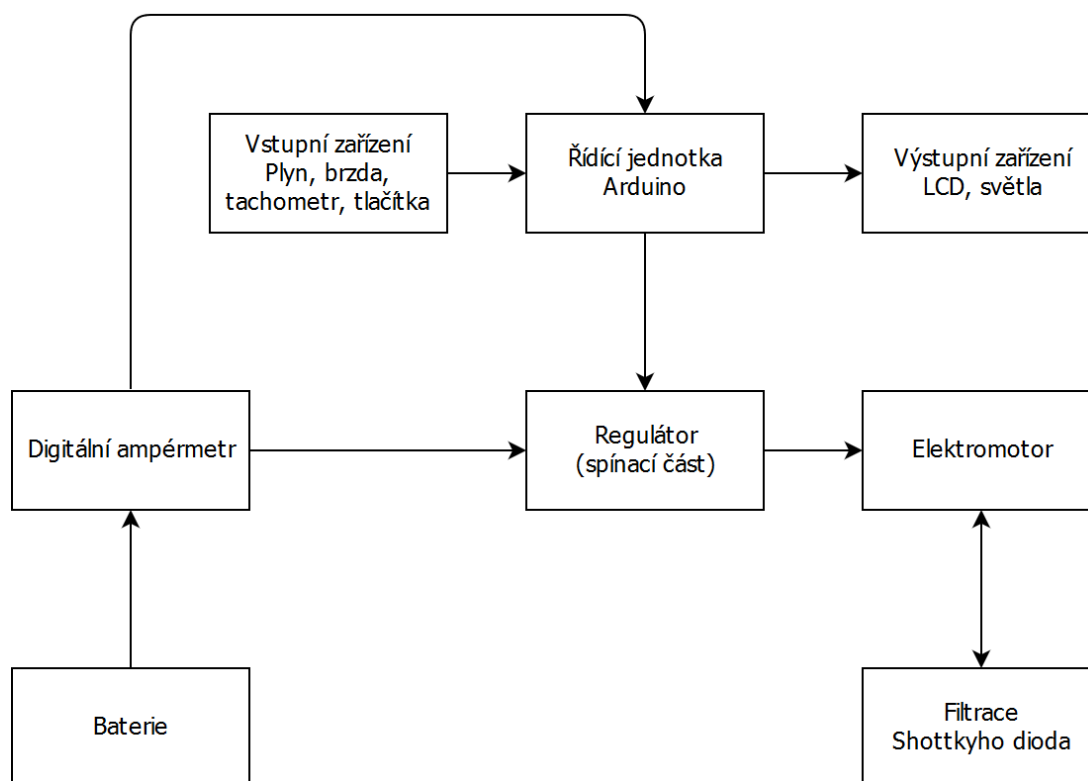 Vstupní zařízení
Plyn, brzda,
tachometr, tlačítka
Řídící jednotka
Arduino
Výstupní zařízení
LCD, světla
Digitální ampérmetr
Regulátor
(spínací část)
Elektromotor
Baterie
Filtrace
Shottkyho dioda